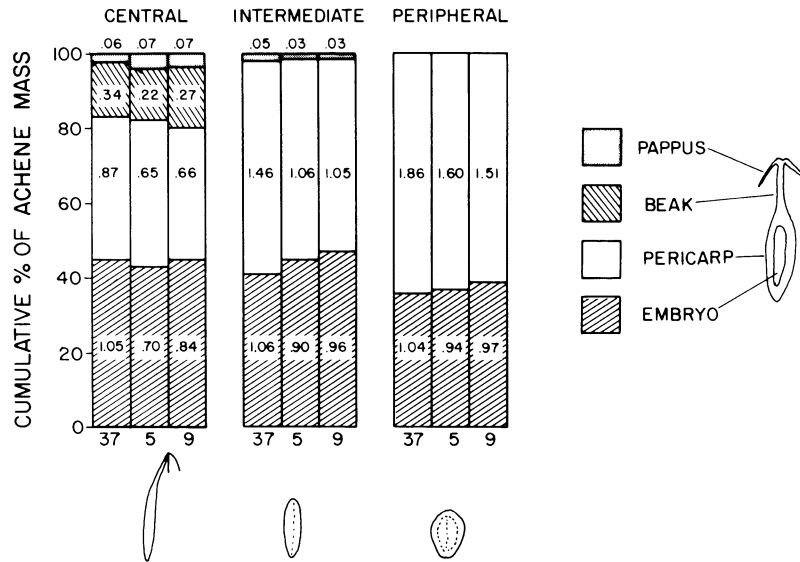 CENTRAL INTERMEDIATE PERIPHERAL
.06 .07 .07 .05 .03 .03
100
.34 .22 .27
80
.87 .65 .66 1.46 1.06 1.05 1.86 1.60 1.51
60
40
1.05 .70 .84 1.06 .90 .96 1.04 .94 .97
20
0
37 5 9 37 5 9 37 5 9
CUMULATIVE % OF ACHENE MASS
PAPPUS
BEAK
PERICARP
EMBRYO